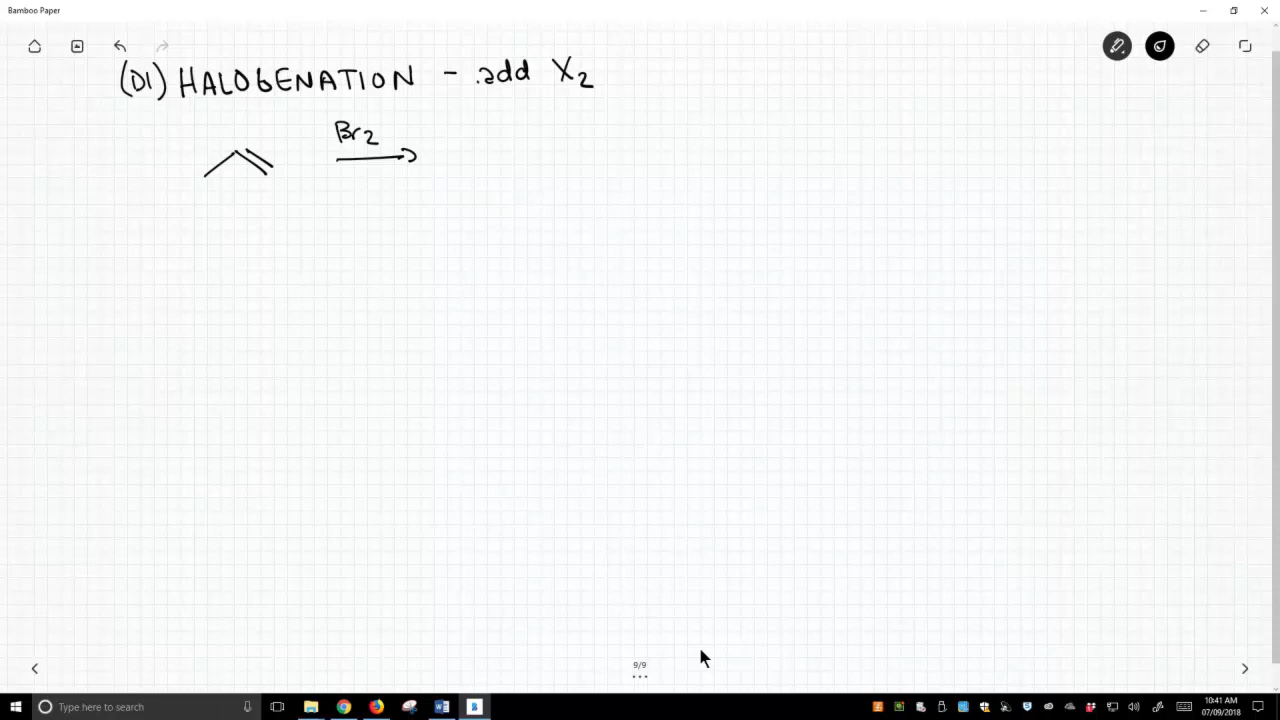 Bamboo Paper
(DI) HALOGENATION - add X2
Br2
9/9
Type here to search
10:41 AM
07/09/2018